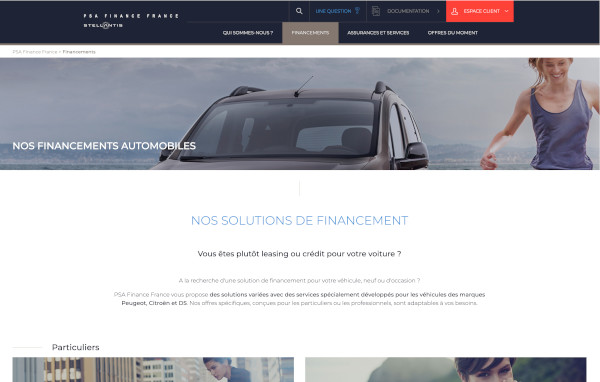 PSA FINANCE FRANCE
STELLANTIS
UNE QUESTION ?
DOCUMENTATION
ESPACE CLIENT
QUI SOMMES-NOUS ?
FINANCEMENTS
ASSURANCES ET SERVICES
OFFRES DU MOMENT
PSA Finance France > Financements
NOS FINANCEMENTS AUTOMOBILES
NOS SOLUTIONS DE FINANCEMENT
Vous êtes plutôt leasing ou crédit pour votre voiture ?
A la recherche d'une solution de financement pour votre véhicule, neuf ou d'occasion ?
PSA Finance France vous propose des solutions variées avec des services spécialement développés pour les véhicules des marques
Peugeot, Citroën et DS. Nos offres spécifiques, conçues pour les particuliers ou les professionnels, sont adaptables à vos besoins.
Particuliers